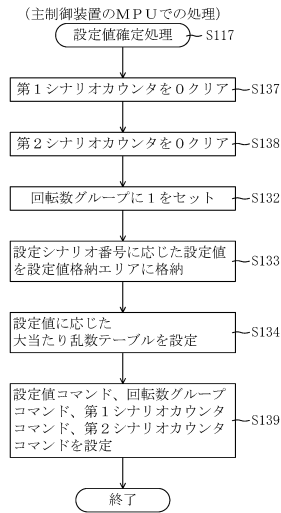 （主制御装置のＭＰＵでの処理）
設定値確定処理
S117
第１シナリオカウンタを０クリア
S137
第２シナリオカウンタを０クリア
S138
回転数グループに１をセット
S132
設定シナリオ番号に応じた設定値
を設定値格納エリアに格納
S133
設定値に応じた
大当たり乱数テーブルを設定
S134
設定値コマンド、回転数グループ
コマンド、第１シナリオカウンタ
コマンド、第２シナリオカウンタ
コマンドを設定
S139
終了